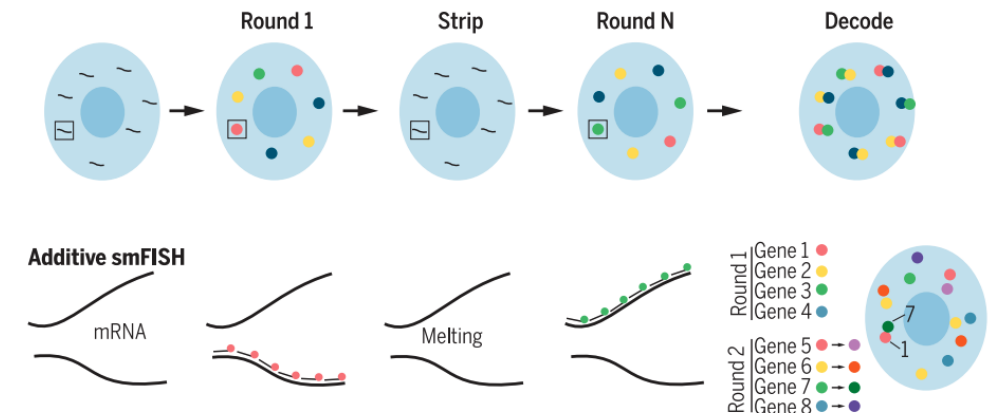 Round 1
Strip
Round N
Decode
Additive smFISH
mRNA
Melting
Round 1
Gene 1
Gene 2
Gene 3
Gene 4
Round 2
Gene 5
Gene 6
Gene 7
Gene 8
7
1